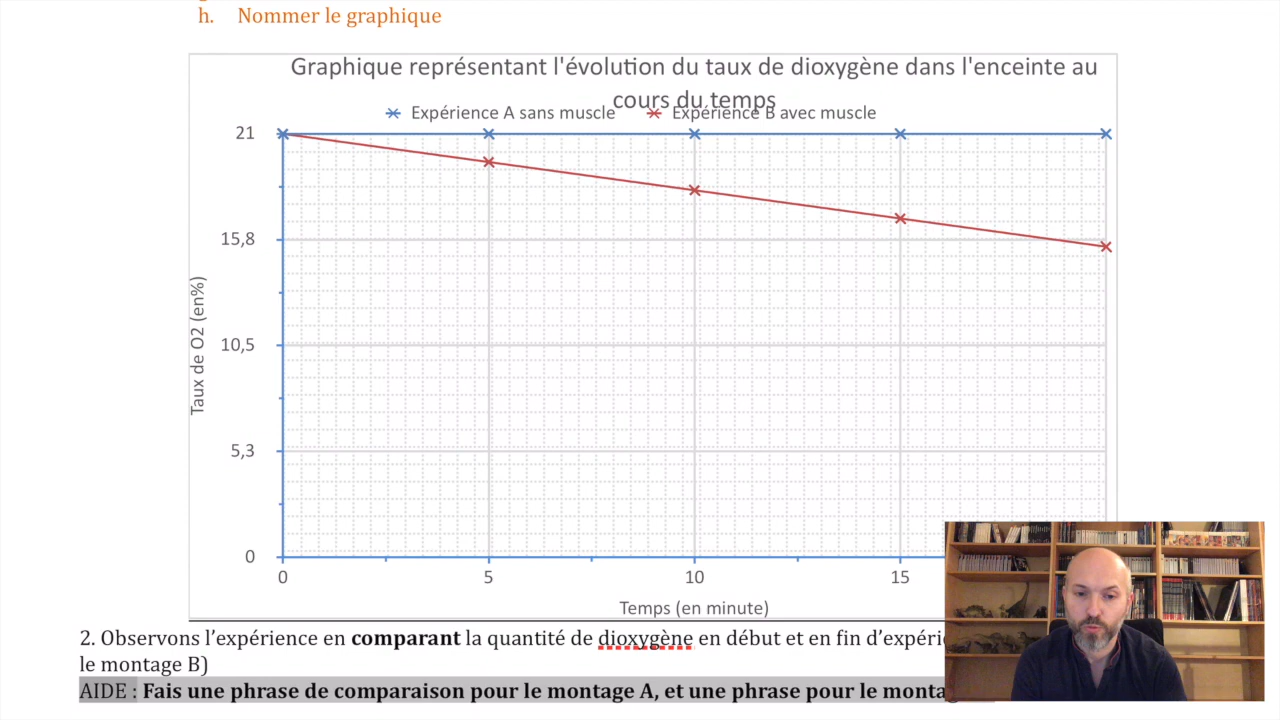 h. Nommer le graphique
Graphique représentant l'évolution du taux de dioxygène dans l'enceinte au
cours du temps
Expérience A sans muscle Expérience B avec muscle
21
15,8
10,5
5,3
0
Taux de O2 (en%)
0 5 10 15
Temps (en minute)
2. Observons l’expérience en comparant la quantité de dioxygène en début et en fin
le montage B)
AIDE : Fais une phrase de comparaison pour le montage A, et une phrase pour le